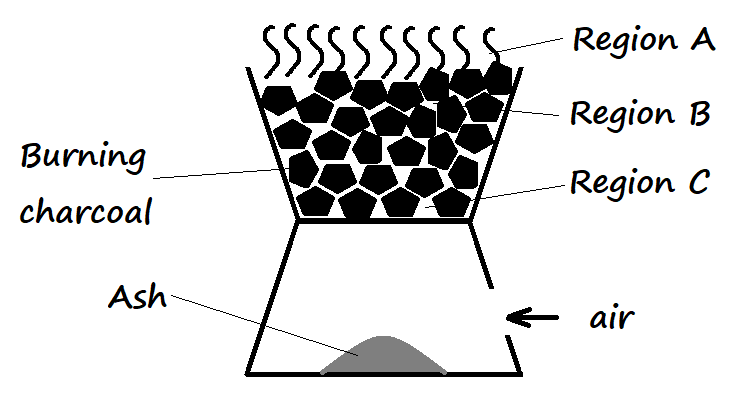 Region A
Region B
Burning
charcoal
Region C
Ash
air